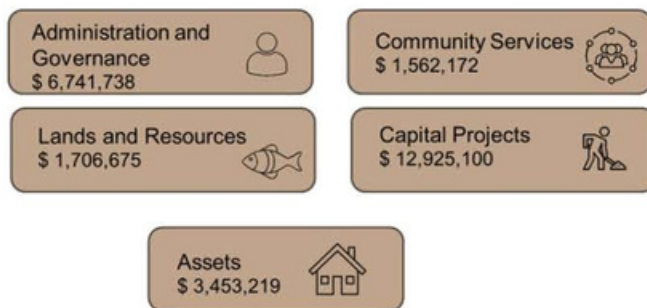 Administration and
Governance
$ 6,741,738
Community Services
$ 1,562,172
Lands and Resources
$ 1,706,675
Capital Projects
$ 12,925,100
Assets
$ 3,453,219